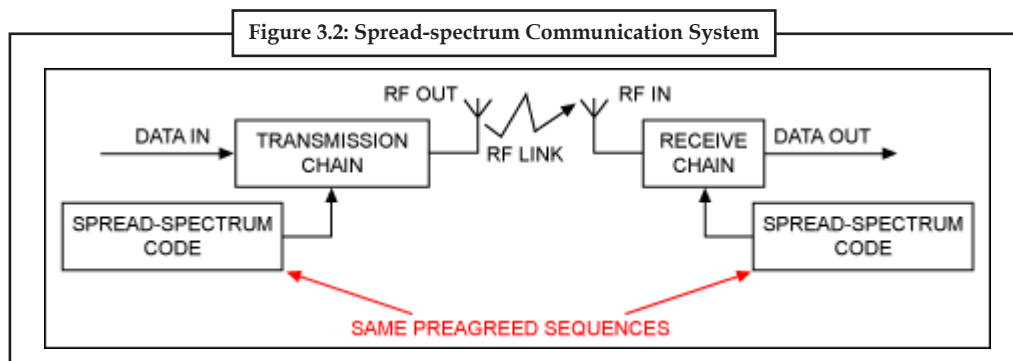 Figure 3.2: Spread-spectrum Communication System
RF OUT
RF IN
DATA IN
TRANSMISSION
CHAIN
RF LINK
RECEIVE
CHAIN
DATA OUT
SPREAD-SPECTRUM
CODE
SPREAD-SPECTRUM
CODE
SAME PREAGREED SEQUENCES